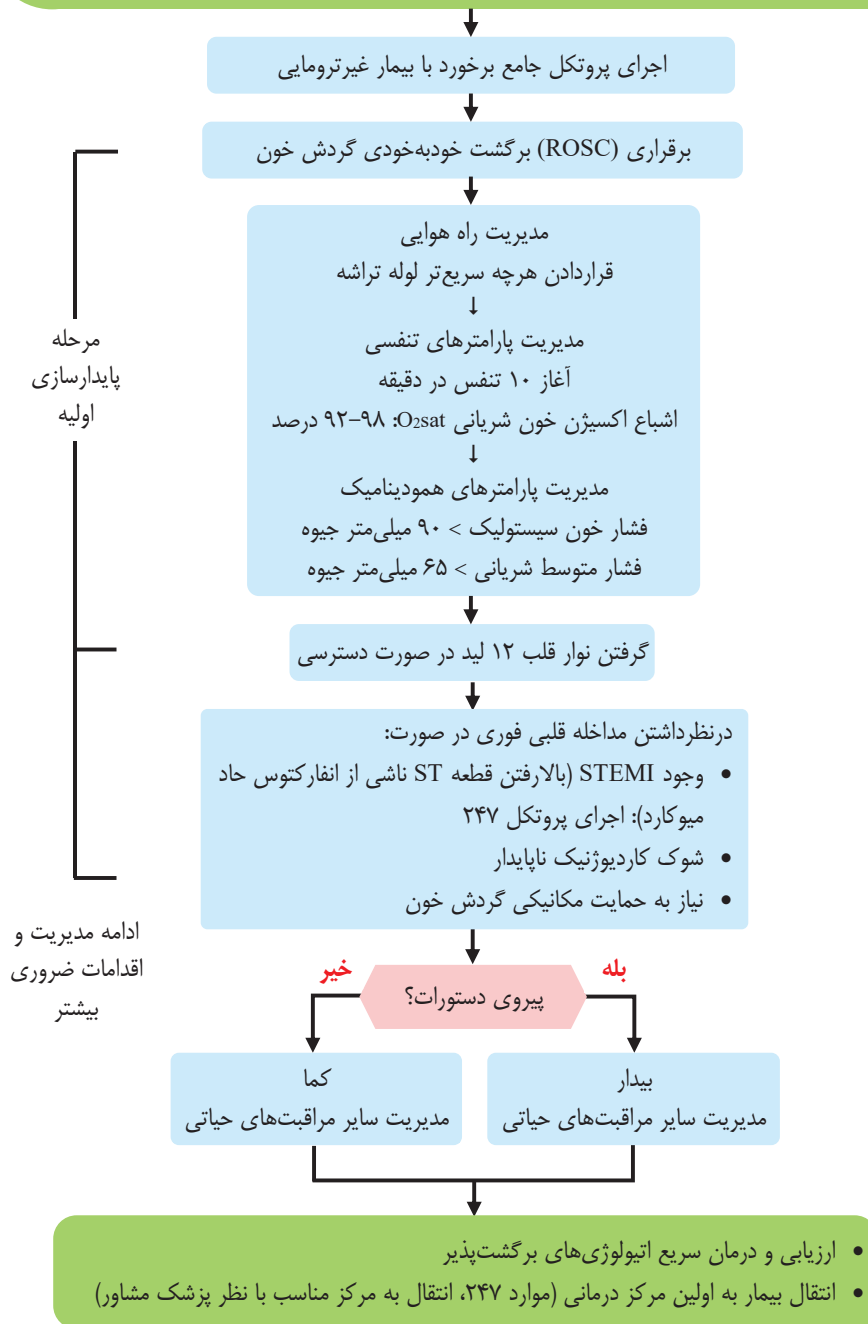 اجرای پروتکل جامع برخورد با بیمار غیرترومایی
برقراری (ROSC) برگشت خودبه‌خودی گردش خون
مدیریت راه هوایی
قراردادن هرچه سریع‌تر لوله تراشه
↓
مدیریت پارامترهای تنفسی
آغاز ۱۰ تنفس در دقیقه
اشباع اکسیژن خون شریانی O₂sat: ۹۲–۹۸ درصد
↓
مدیریت پارامترهای همودینامیک
فشار خون سیستولیک > ۹۰ میلی‌متر جیوه
فشار متوسط شریانی > ۶۵ میلی‌متر جیوه
مرحله
پایدارسازی
اولیه
گرفتن نوار قلب ۱۲ لید در صورت دسترسی
درنظرداشتن مداخله قلبی فوری در صورت:
• وجود STEMI (بالارفتن قطعه ST ناشی از انفارکتوس حاد
میوکارد): اجرای پروتکل ۲۴۷
• شوک کاردیوژنیک ناپایدار
• نیاز به حمایت مکانیکی گردش خون
ادامه مدیریت و
اقدامات ضروری
بیشتر
بله
پیروی دستورات؟
خیر
بیدار
مدیریت سایر مراقبت‌های حیاتی
کما
مدیریت سایر مراقبت‌های حیاتی
• ارزیابی و درمان سریع اتیولوژی‌های برگشت‌پذیر
• انتقال بیمار به اولین مرکز درمانی (موارد ۲۴۷، انتقال به مرکز مناسب با نظر پزشک مشاور)